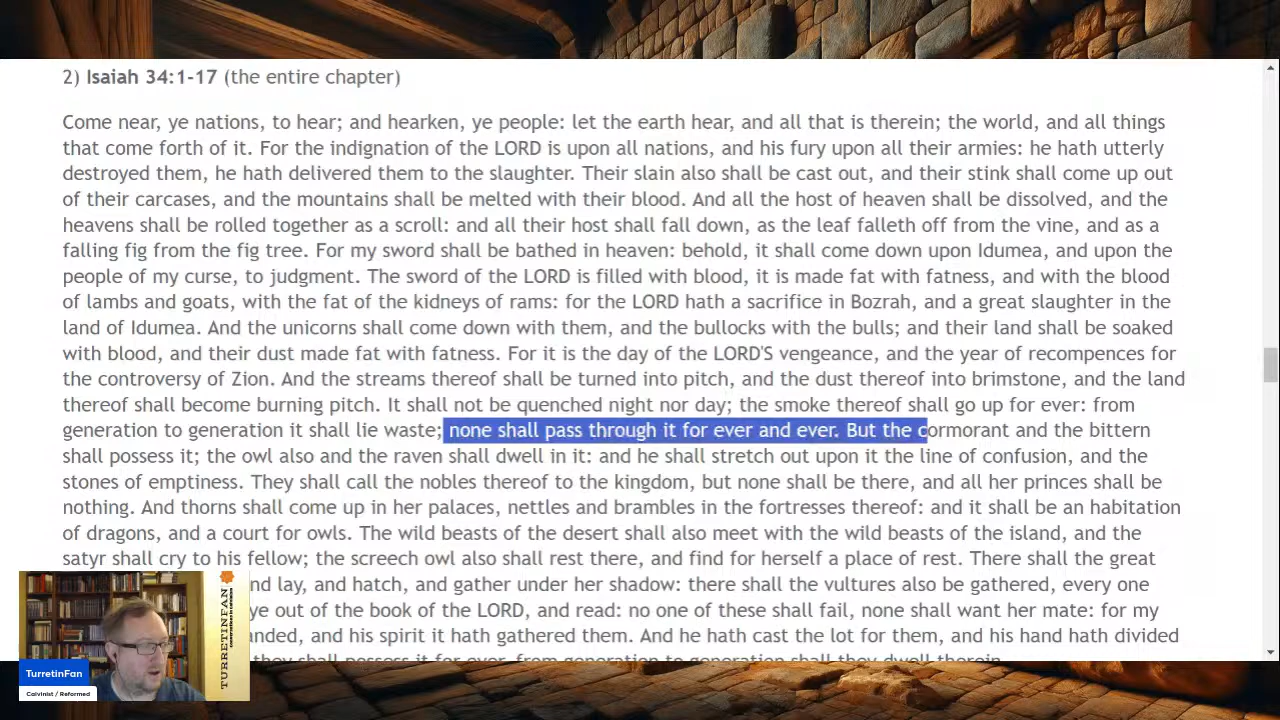 2) Isaiah 34:1-17 (the entire chapter)
Come near, ye nations, to hear; and hearken, ye people: let the earth hear, and all that is therein; the world, and all things
that come forth of it. For the indignation of the LORD is upon all nations, and his fury upon all their armies: he hath utterly
destroyed them, he hath delivered them to the slaughter. Their slain also shall be cast out, and their stink shall come up out
of their carcases, and the mountains shall be melted with their blood. And all the host of heaven shall be dissolved, and the
heavens shall be rolled together as a scroll: and all their host shall fall down, as the leaf falleth off from the vine, and as a
falling fig from the fig tree. For my sword shall be bathed in heaven: behold, it shall come down upon Idumea, and upon the
people of my curse, to judgment. The sword of the LORD is filled with blood, it is made fat with fatness, and with the blood
of lambs and goats, with the fat of the kidneys of rams: for the LORD hath a sacrifice in Bozrah, and a great slaughter in the
land of Idumea. And the unicorns shall come down with them, and the bullocks with the bulls; and their land shall be soaked
with blood, and their dust made fat with fatness. For it is the day of the LORD'S vengeance, and the year of recompences for
the controversy of Zion. And the streams thereof shall be turned into pitch, and the dust thereof into brimstone, and the land
thereof shall become burning pitch. It shall not be quenched night nor day; the smoke thereof shall go up for ever: from
generation to generation it shall lie waste; none shall pass through it for ever and ever. But the cormorant and the bittern
shall possess it; the owl also and the raven shall dwell in it: and he shall stretch out upon it the line of confusion, and the
stones of emptiness. They shall call the nobles thereof to the kingdom, but none shall be there, and all her princes shall be
nothing. And thorns shall come up in her palaces, nettles and brambles in the fortresses thereof: and it shall be an habitation
of dragons, and a court for owls. The wild beasts of the desert shall also meet with the wild beasts of the island, and the
satyr shall cry to his fellow; the screech owl also shall rest there, and find for herself a place of rest. There shall the great
nd lay, and hatch, and gather under her shadow: there shall the vultures also be gathered, every one
ye out of the book of the LORD, and read: no one of these shall fail, none shall want her mate: for my
anded, and his spirit it hath gathered them. And he hath cast the lot for them, and his hand hath divided
they shall possess it for ever, from generation to generation shall they dwell therein.
TURRETINFAN
TurretinFan
Calvinist / Reformed